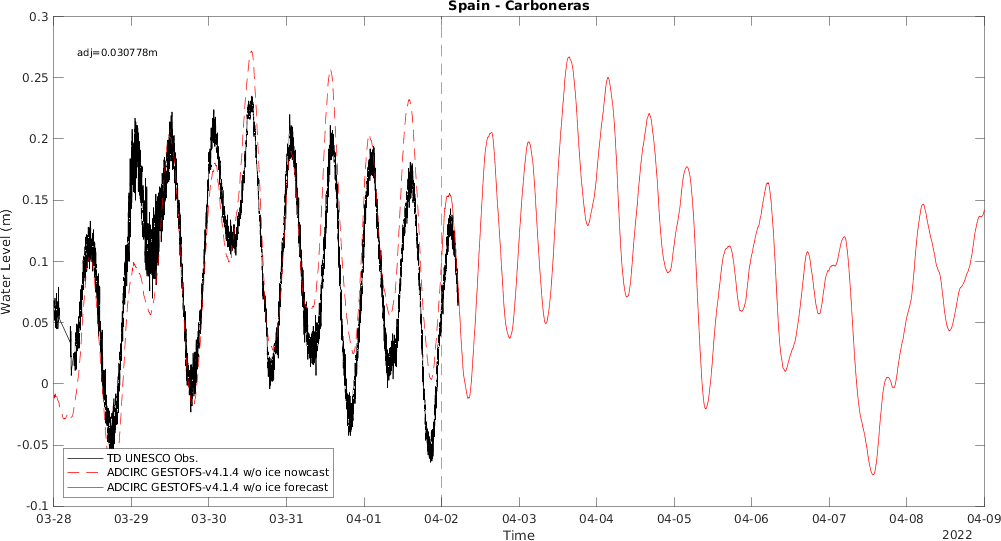 Spain - Carboneras
adj=0.030778m
0.3
0.25
0.2
0.15
0.1
0.05
0
-0.05
-0.1
Water Level (m)
TD UNESCO Obs.
ADCIRC GESTOFS-v4.1.4 w/o ice nowcast
ADCIRC GESTOFS-v4.1.4 w/o ice forecast
03-28 03-29 03-30 03-31 04-01 04-02 04-03 04-04 04-05 04-06 04-07 04-08 04-09
Time
2022